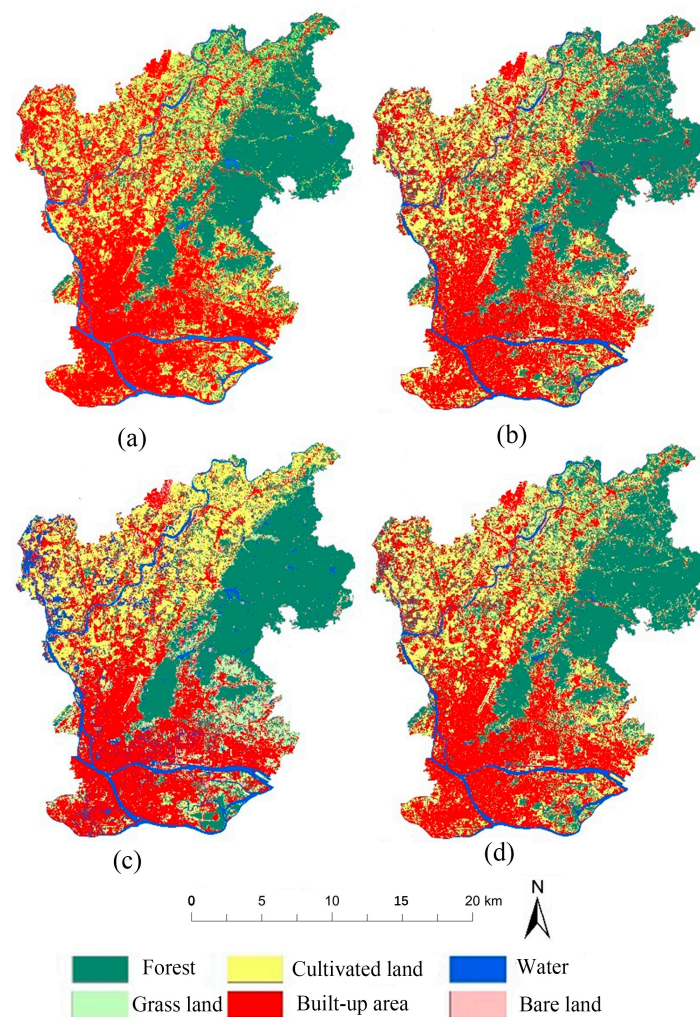 (a)
(b)
(c)
(d)
0 5 10 15 20 km
N
Forest Cultivated land Water
Grass land Built-up area Bare land